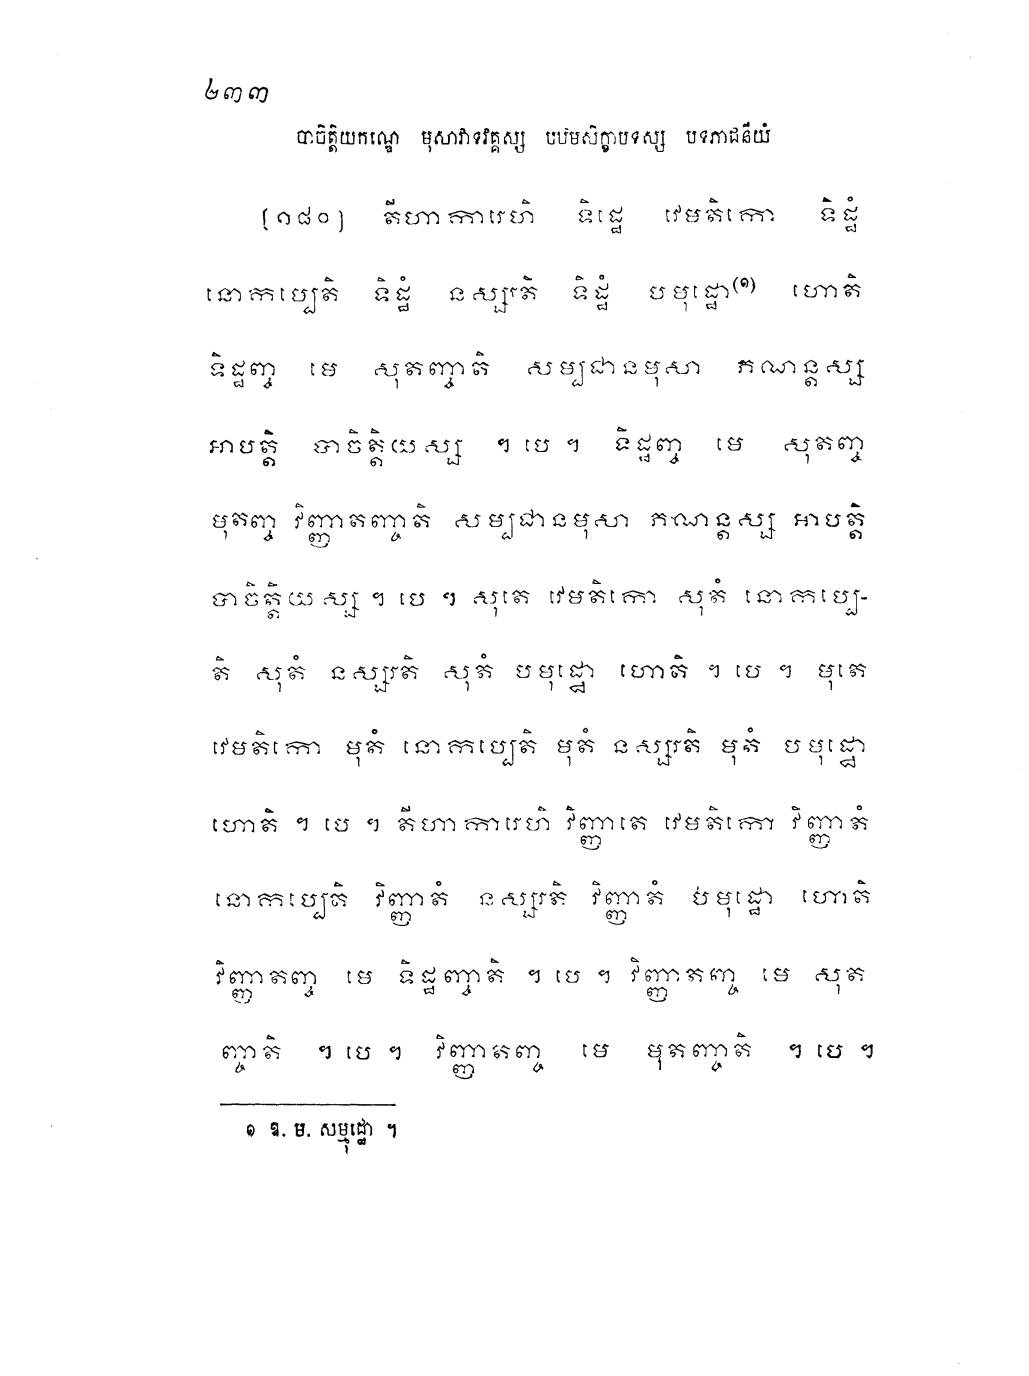 ២៣៣
បាចិត្តិយកណ្ឌេ មុសាវាទវគ្គស្ស បឋមសិក្ខាបទស្ស បទភាជនីយំ
[១៨០] តីហាការេហិ ទិដ្ឋេ វេមតិកោ ទិដ្ឋំ
នោកប្បេតិ ទិដ្ឋំ នស្សរតិ ទិដ្ឋំ បមុដ្ឋោ(១) ហោតិ
ទិដ្ឋញ្ច មេ សុតញ្ចាតិ សម្បជានមុសា ភណន្តស្ស
អាបត្តិ បាចិត្តិយស្ស ។ បេ ។ ទិដ្ឋញ្ច មេ សុតញ្ច
មុតញ្ច វិញ្ញាតញ្ចាតិ សម្បជានមុសា ភណន្តស្ស អាបត្តិ
បាចិត្តិយស្ស ។ បេ ។ សុតេ វេមតិកោ សុតំ នោកប្បេ-
តិ សុតំ នស្សរតិ សុតំ បមុដ្ឋោ ហោតិ ។ បេ ។ មុតេ
វេមតិកោ មុតំ នោកប្បេតិ មុតំ នស្សរតិ មុតំ បមុដ្ឋោ
ហោតិ ។ បេ ។ តីហាការេហិ វិញ្ញាតេ វេមតិកោ វិញ្ញាតំ
នោកប្បេតិ វិញ្ញាតំ នស្សរតិ វិញ្ញាតំ បមុដ្ឋោ ហោតិ
វិញ្ញាតញ្ច មេ ទិដ្ឋញ្ចាតិ ។ បេ ។ វិញ្ញាតញ្ច មេ សុត
ញ្ចាតិ ។ បេ ។ វិញ្ញាតញ្ច មេ មុតញ្ចាតិ ។ បេ ។
១ ឧ. ម. សម្មុដ្ឋោ ។